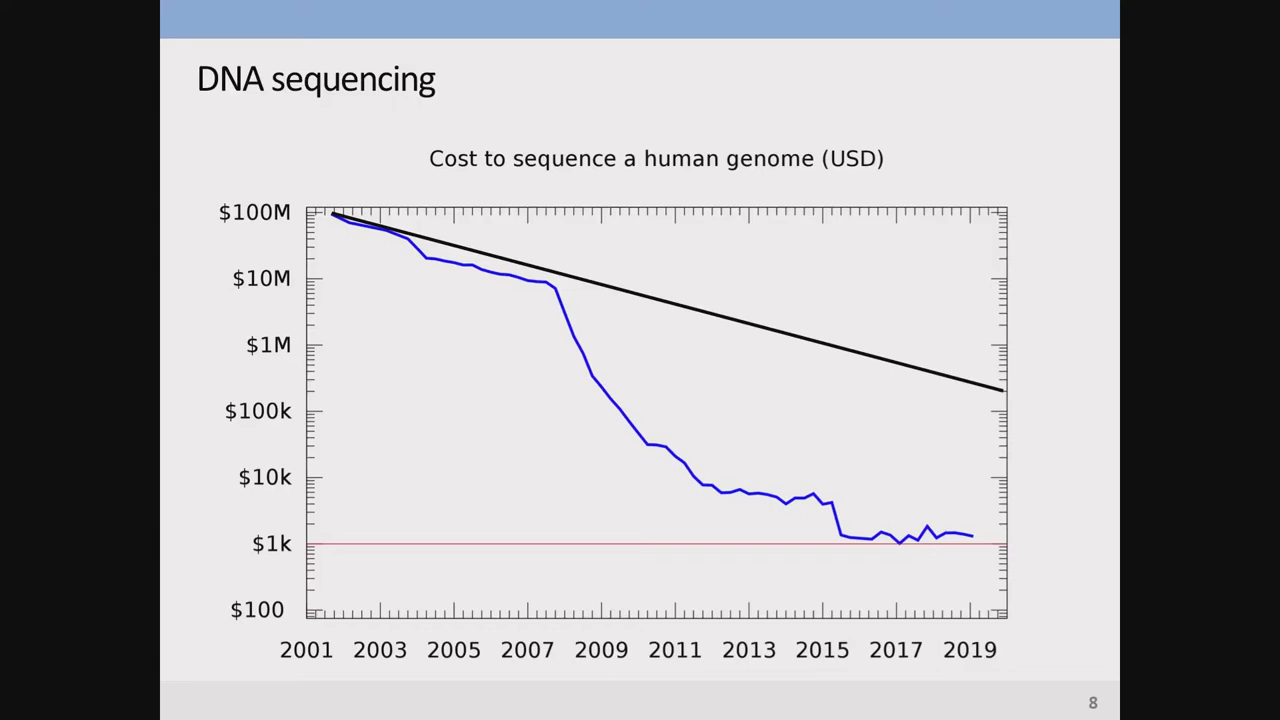 DNA sequencing
Cost to sequence a human genome (USD)
$100M
$10M
$1M
$100k
$10k
$1k
$100
2001 2003 2005 2007 2009 2011 2013 2015 2017 2019
8